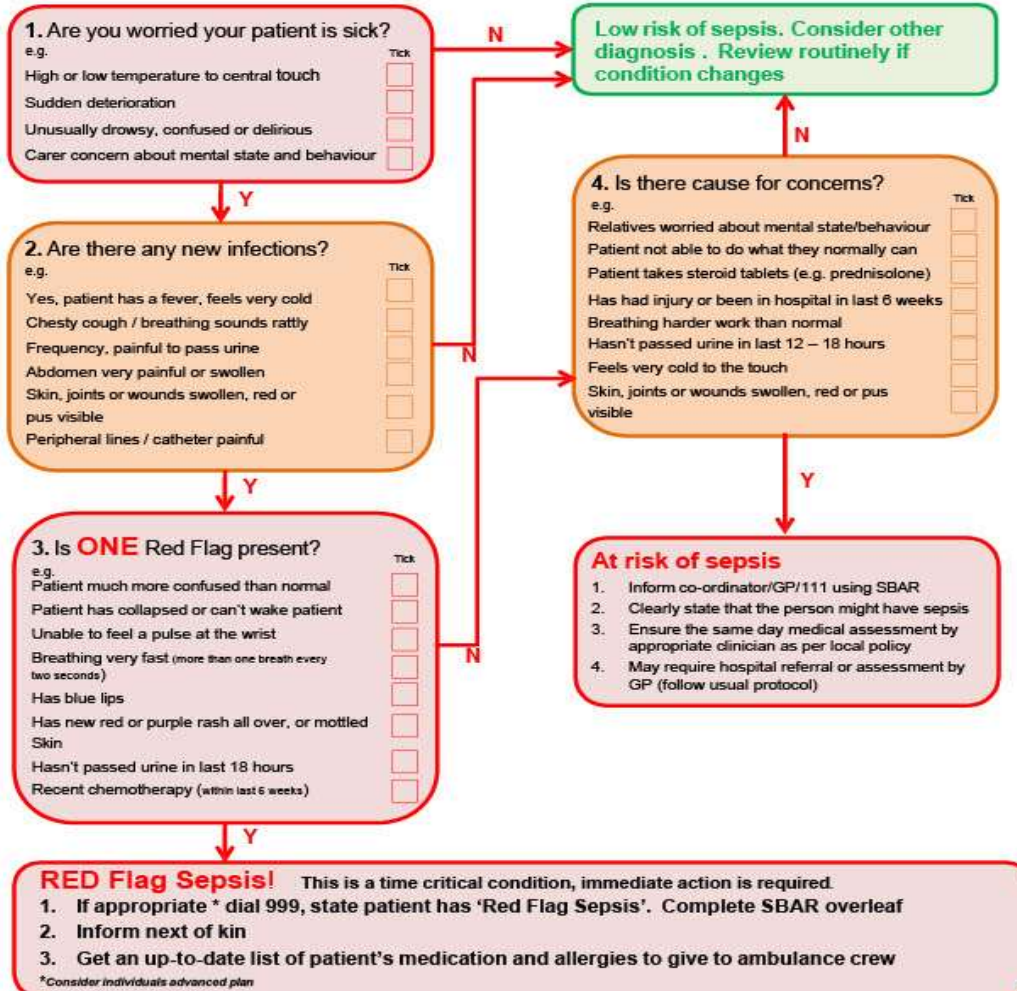 1. Are you worried your patient is sick?
e.g.
Tick
High or low temperature to central touch
Sudden deterioration
Unusually drowsy, confused or delirious
Carer concern about mental state and behaviour
N
Low risk of sepsis. Consider other
diagnosis . Review routinely if
condition changes
Y
2. Are there any new infections?
e.g.
Tick
Yes, patient has a fever, feels very cold
Chesty cough / breathing sounds rattly
Frequency, painful to pass urine
Abdomen very painful or swollen
Skin, joints or wounds swollen, red or
pus visible
Peripheral lines / catheter painful
N
Y
3. Is ONE Red Flag present?
e.g.
Tick
Patient much more confused than normal
Patient has collapsed or can't wake patient
Unable to feel a pulse at the wrist
Breathing very fast (more than one breath every
two seconds)
Has blue lips
Has new red or purple rash all over, or mottled
Skin
Hasn't passed urine in last 18 hours
Recent chemotherapy (within last 6 weeks)
N
Y
N
4. Is there cause for concerns?
e.g.
Tick
Relatives worried about mental state/behaviour
Patient not able to do what they normally can
Patient takes steroid tablets (e.g. prednisolone)
Has had injury or been in hospital in last 6 weeks
Breathing harder work than normal
Hasn't passed urine in last 12 – 18 hours
Feels very cold to the touch
Skin, joints or wounds swollen, red or pus
visible
Y
At risk of sepsis
1. Inform co-ordinator/GP/111 using SBAR
2. Clearly state that the person might have sepsis
3. Ensure the same day medical assessment by
appropriate clinician as per local policy
4. May require hospital referral or assessment by
GP (follow usual protocol)
RED Flag Sepsis! This is a time critical condition, immediate action is required.
1. If appropriate * dial 999, state patient has 'Red Flag Sepsis'. Complete SBAR overleaf
2. Inform next of kin
3. Get an up-to-date list of patient's medication and allergies to give to ambulance crew
*Consider individuals advanced plan